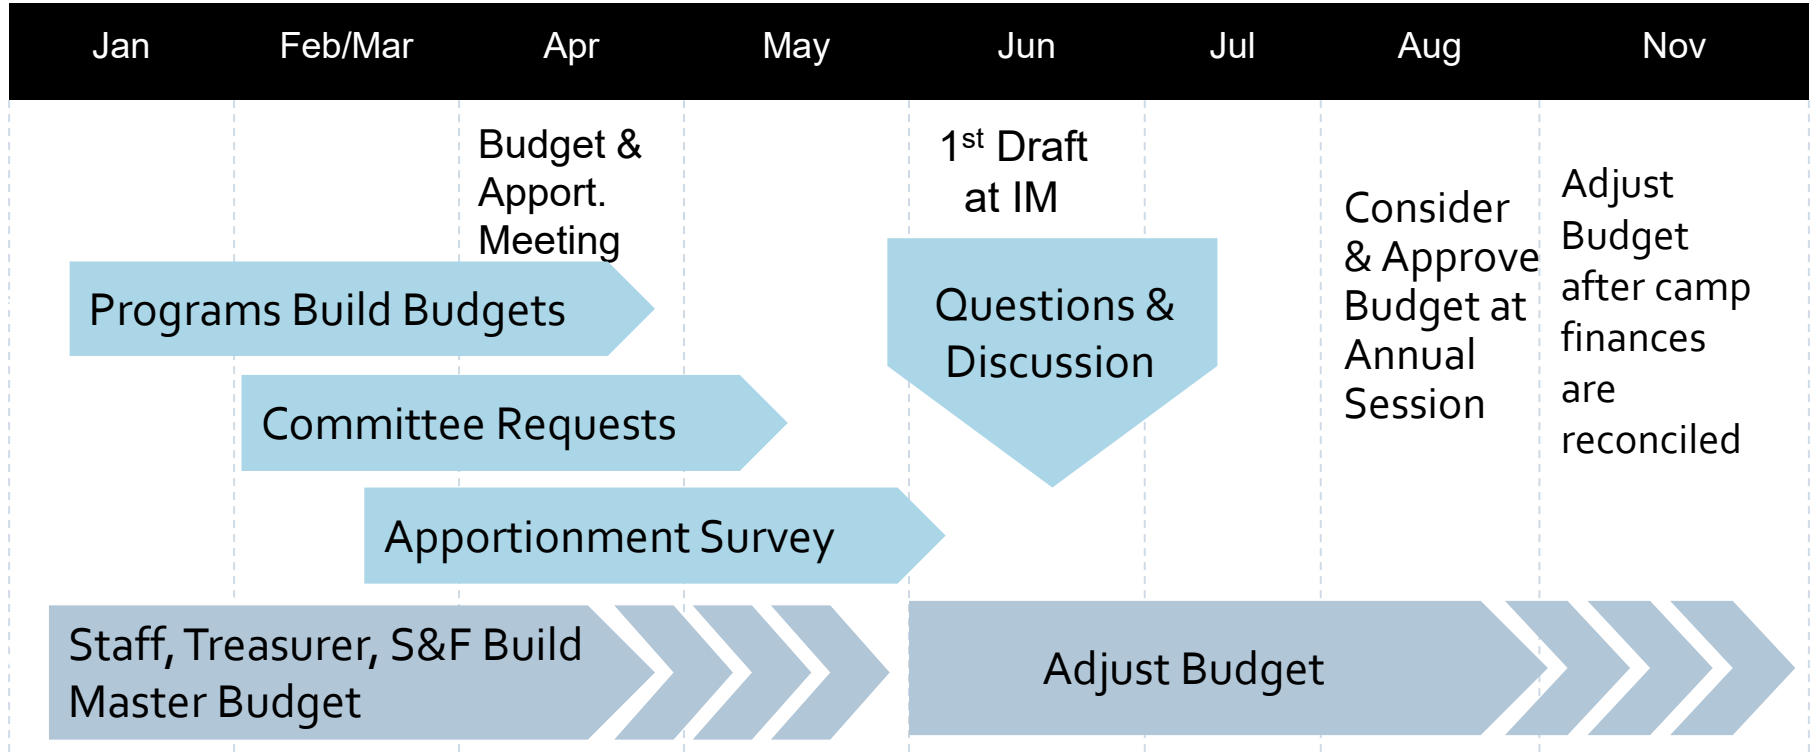 Jan Feb/Mar Apr May Jun Jul Aug Nov
Budget &
Apport.
Meeting
1st Draft
at IM
Consider
& Approve
Budget at
Annual
Session
Adjust
Budget
after camp
finances
are
reconciled
Programs Build Budgets
Questions &
Discussion
Committee Requests
Apportionment Survey
Staff, Treasurer, S&F Build
Master Budget
Adjust Budget